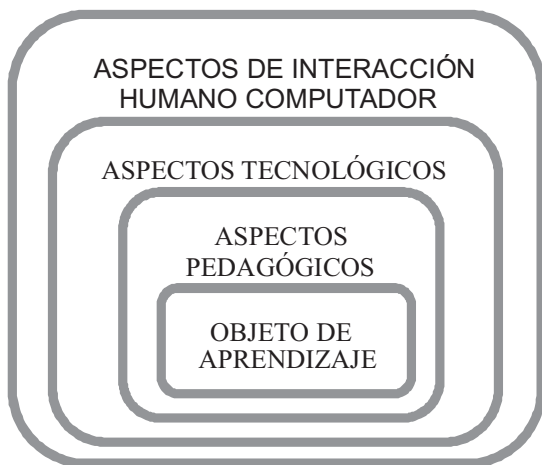 ASPECTOS DE INTERACCIÓN
HUMANO COMPUTADOR
ASPECTOS TECNOLÓGICOS
ASPECTOS
PEDAGÓGICOS
OBJETO DE
APRENDIZAJE